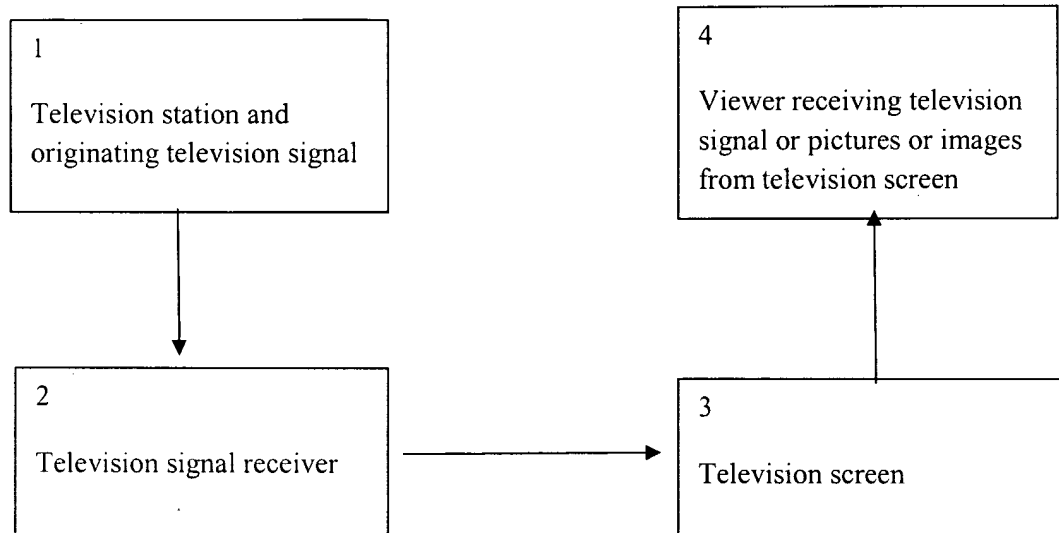 1
Television station and
originating television signal
2
Television signal receiver
3
Television screen
4
Viewer receiving television
signal or pictures or images
from television screen